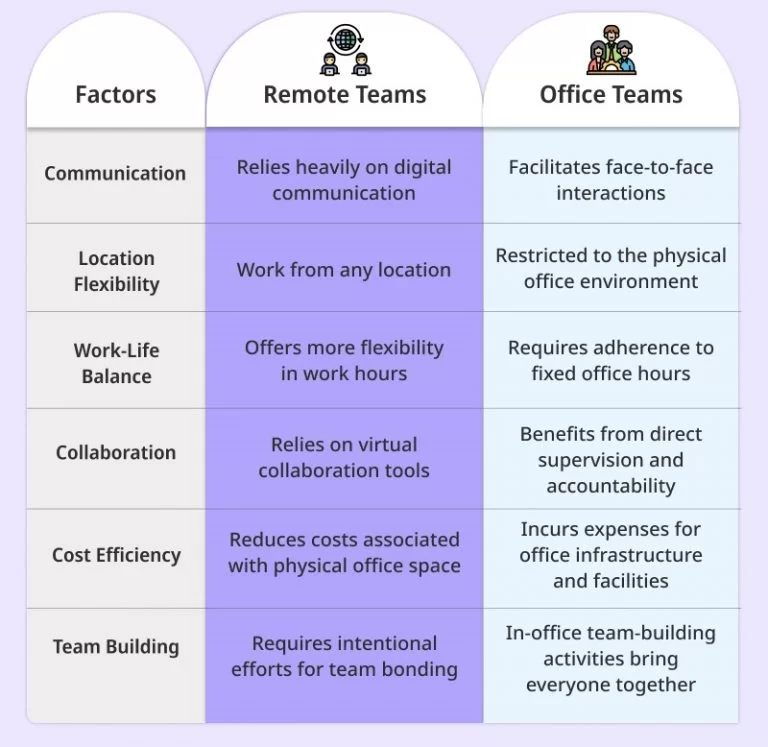 Factors
Remote Teams
Office Teams
Communication
Relies heavily on digital
communication
Facilitates face-to-face
interactions
Location
Flexibility
Work from any location
Restricted to the physical
office environment
Work-Life
Balance
Offers more flexibility
in work hours
Requires adherence to
fixed office hours
Collaboration
Relies on virtual
collaboration tools
Benefits from direct
supervision and
accountability
Cost Efficiency
Reduces costs associated
with physical office space
Incurs expenses for
office infrastructure
and facilities
Team Building
Requires intentional
efforts for team bonding
In-office team-building
activities bring
everyone together